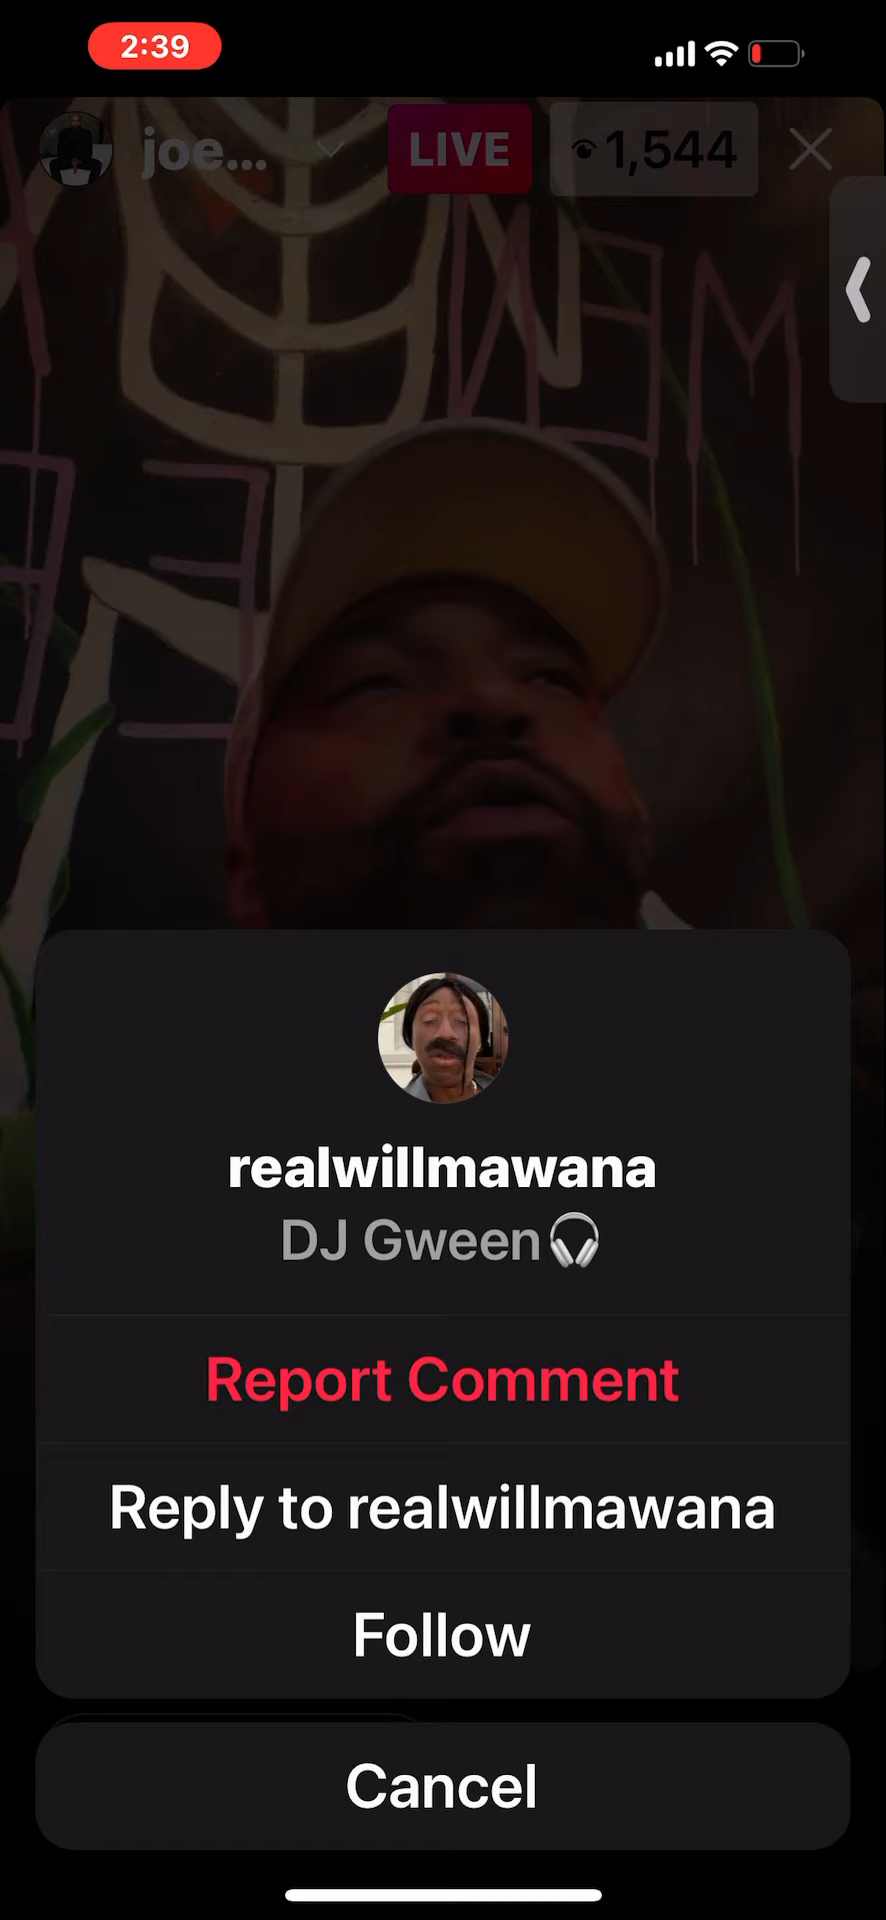 2:39
joe... LIVE 1,544
realwillmawana
DJ Gween🎧
Report Comment
Reply to realwillmawana
Follow
Cancel